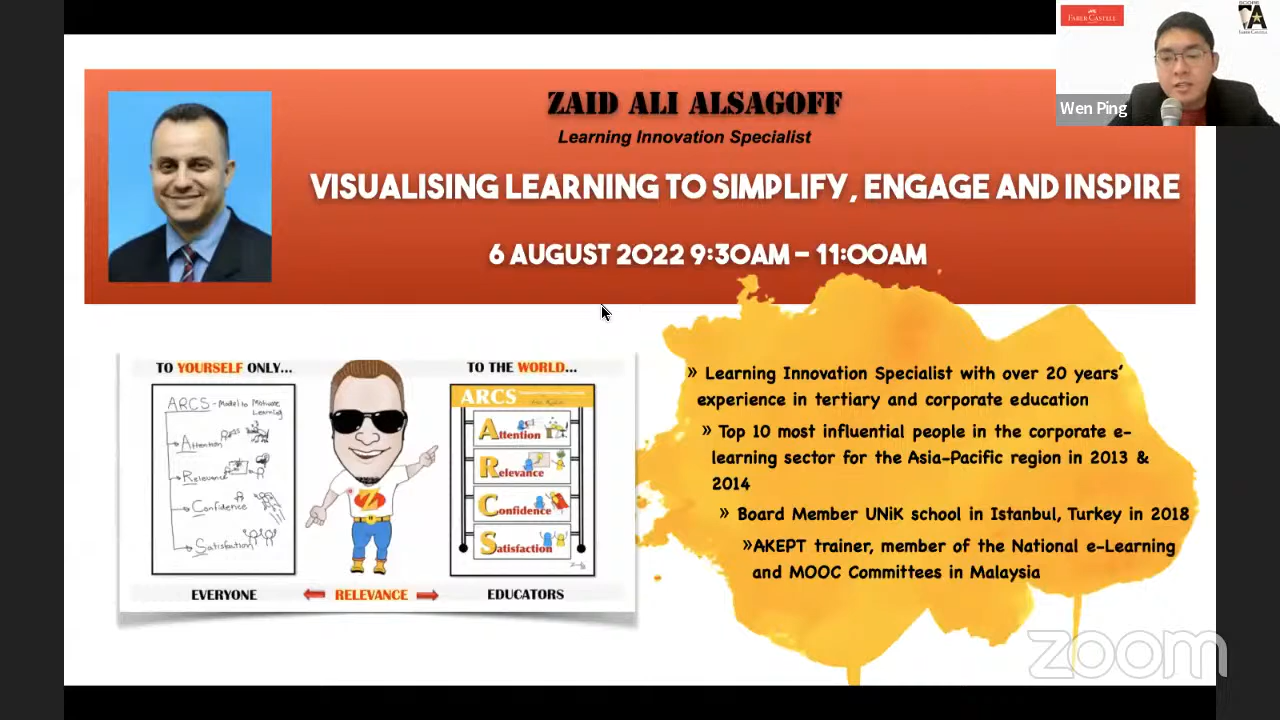 FABER-CASTELL
Wen Ping
ZAID ALI ALSAGOFF
Learning Innovation Specialist
VISUALISING LEARNING TO SIMPLIFY, ENGAGE AND INSPIRE
6 AUGUST 2022 9:30AM – 11:00AM
TO YOURSELF ONLY...
ARCS - Model to Motivate
Learning
Attention
Relevance
Confidence
Satisfaction
EVERYONE
RELEVANCE
Z
TO THE WORLD...
ARCS
Attention
Relevance
Confidence
Satisfaction
EDUCATORS
» Learning Innovation Specialist with over 20 years’
experience in tertiary and corporate education
» Top 10 most influential people in the corporate e-
learning sector for the Asia-Pacific region in 2013 &
2014
» Board Member UNiK school in Istanbul, Turkey in 2018
»AKEPT trainer, member of the National e-Learning
and MOOC Committees in Malaysia
zoom